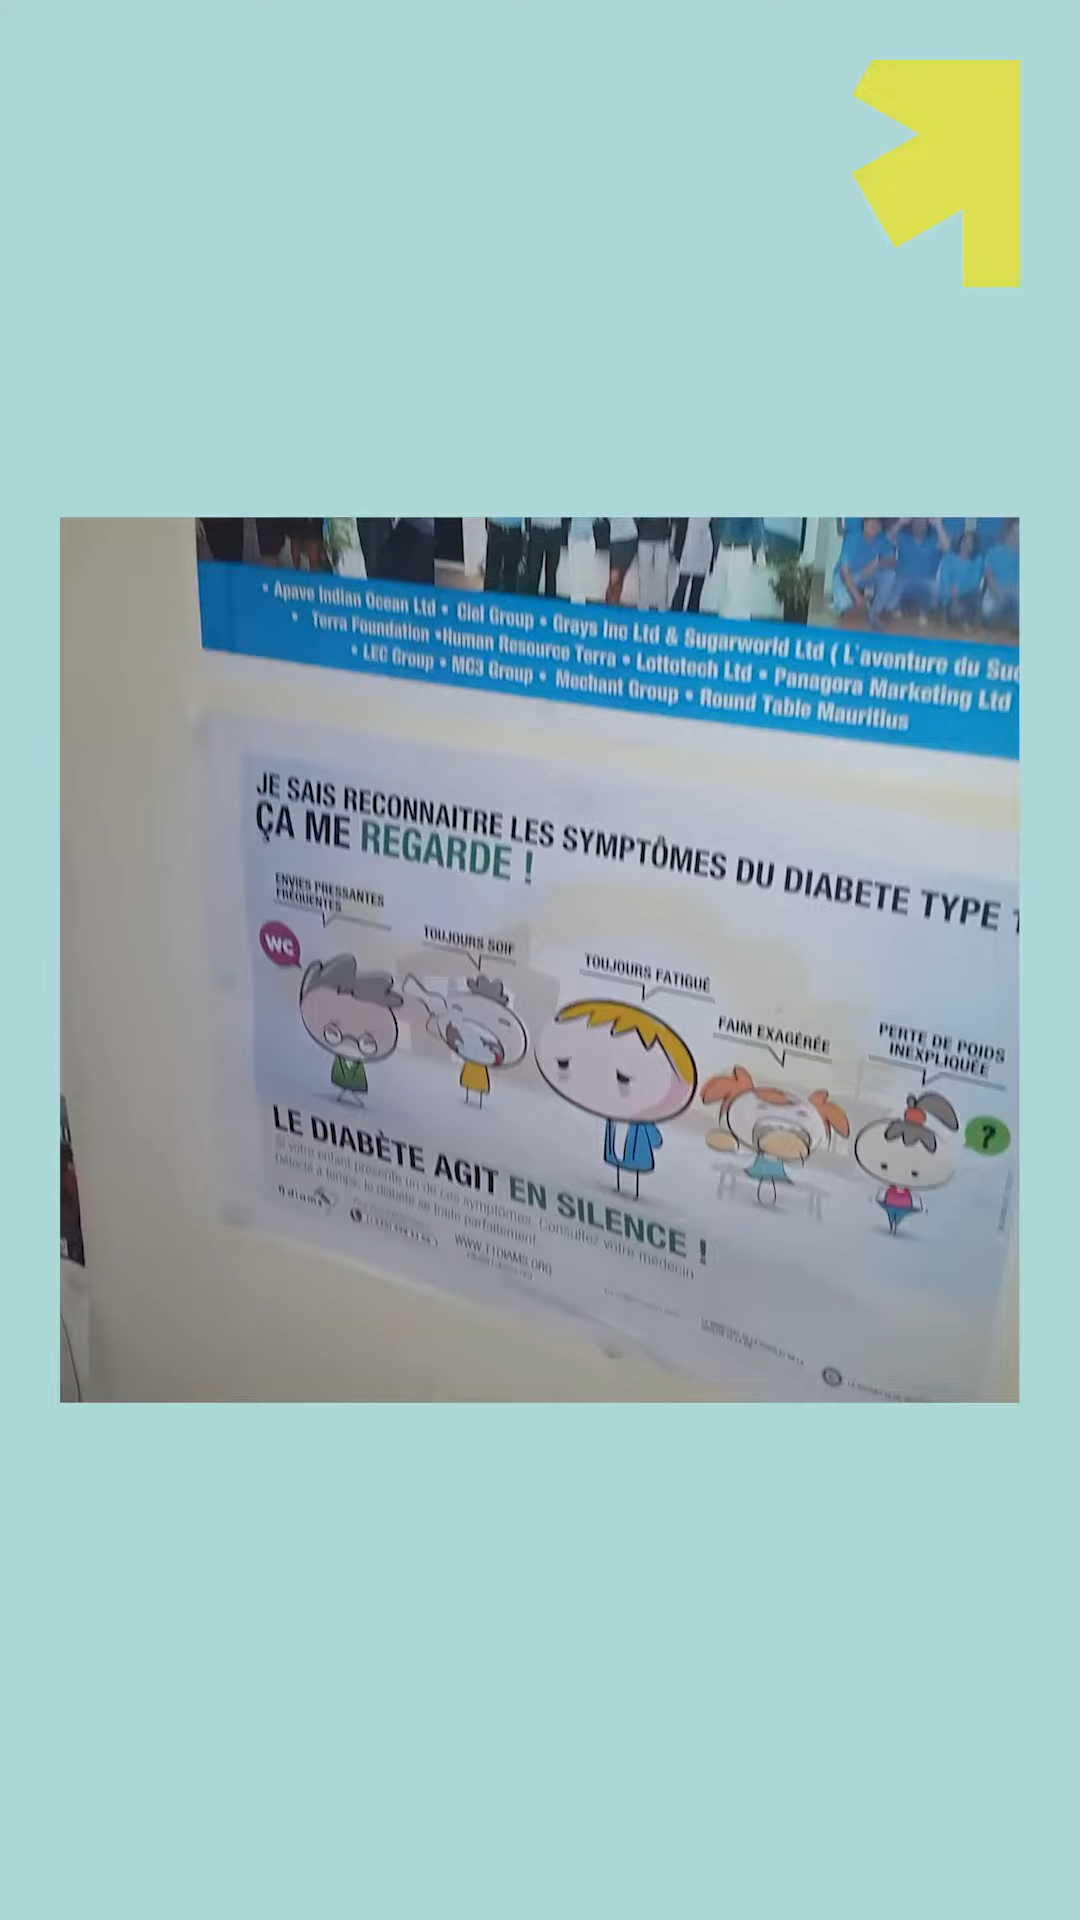 • Apave Indian Ocean Ltd • Ciel Group • Grays Inc Ltd & Sugarworld Ltd ( L'aventure du
• Terra Foundation •Human Resource Terra • Lottotech Ltd • Panagora Marketing Ltd
• LEC Group • MC3 Group • Mechant Group • Round Table Mauritius
JE SAIS RECONNAITRE LES SYMPTÔMES DU DIABETE TYPE
ÇA ME REGARDE !
ENVIES PRESSANTES
FRÉQUENTES
WC
TOUJOURS SOIF
TOUJOURS FATIGUÉ
FAIM EXAGÉRÉE
PERTE DE POIDS
INEXPLIQUÉE
?
LE DIABÈTE AGIT EN SILENCE !
Si votre enfant présente un de ces symptômes. Consultez votre médecin
Détecté à temps, le diabète se traite parfaitement.
WWW.T1DIAMS.ORG